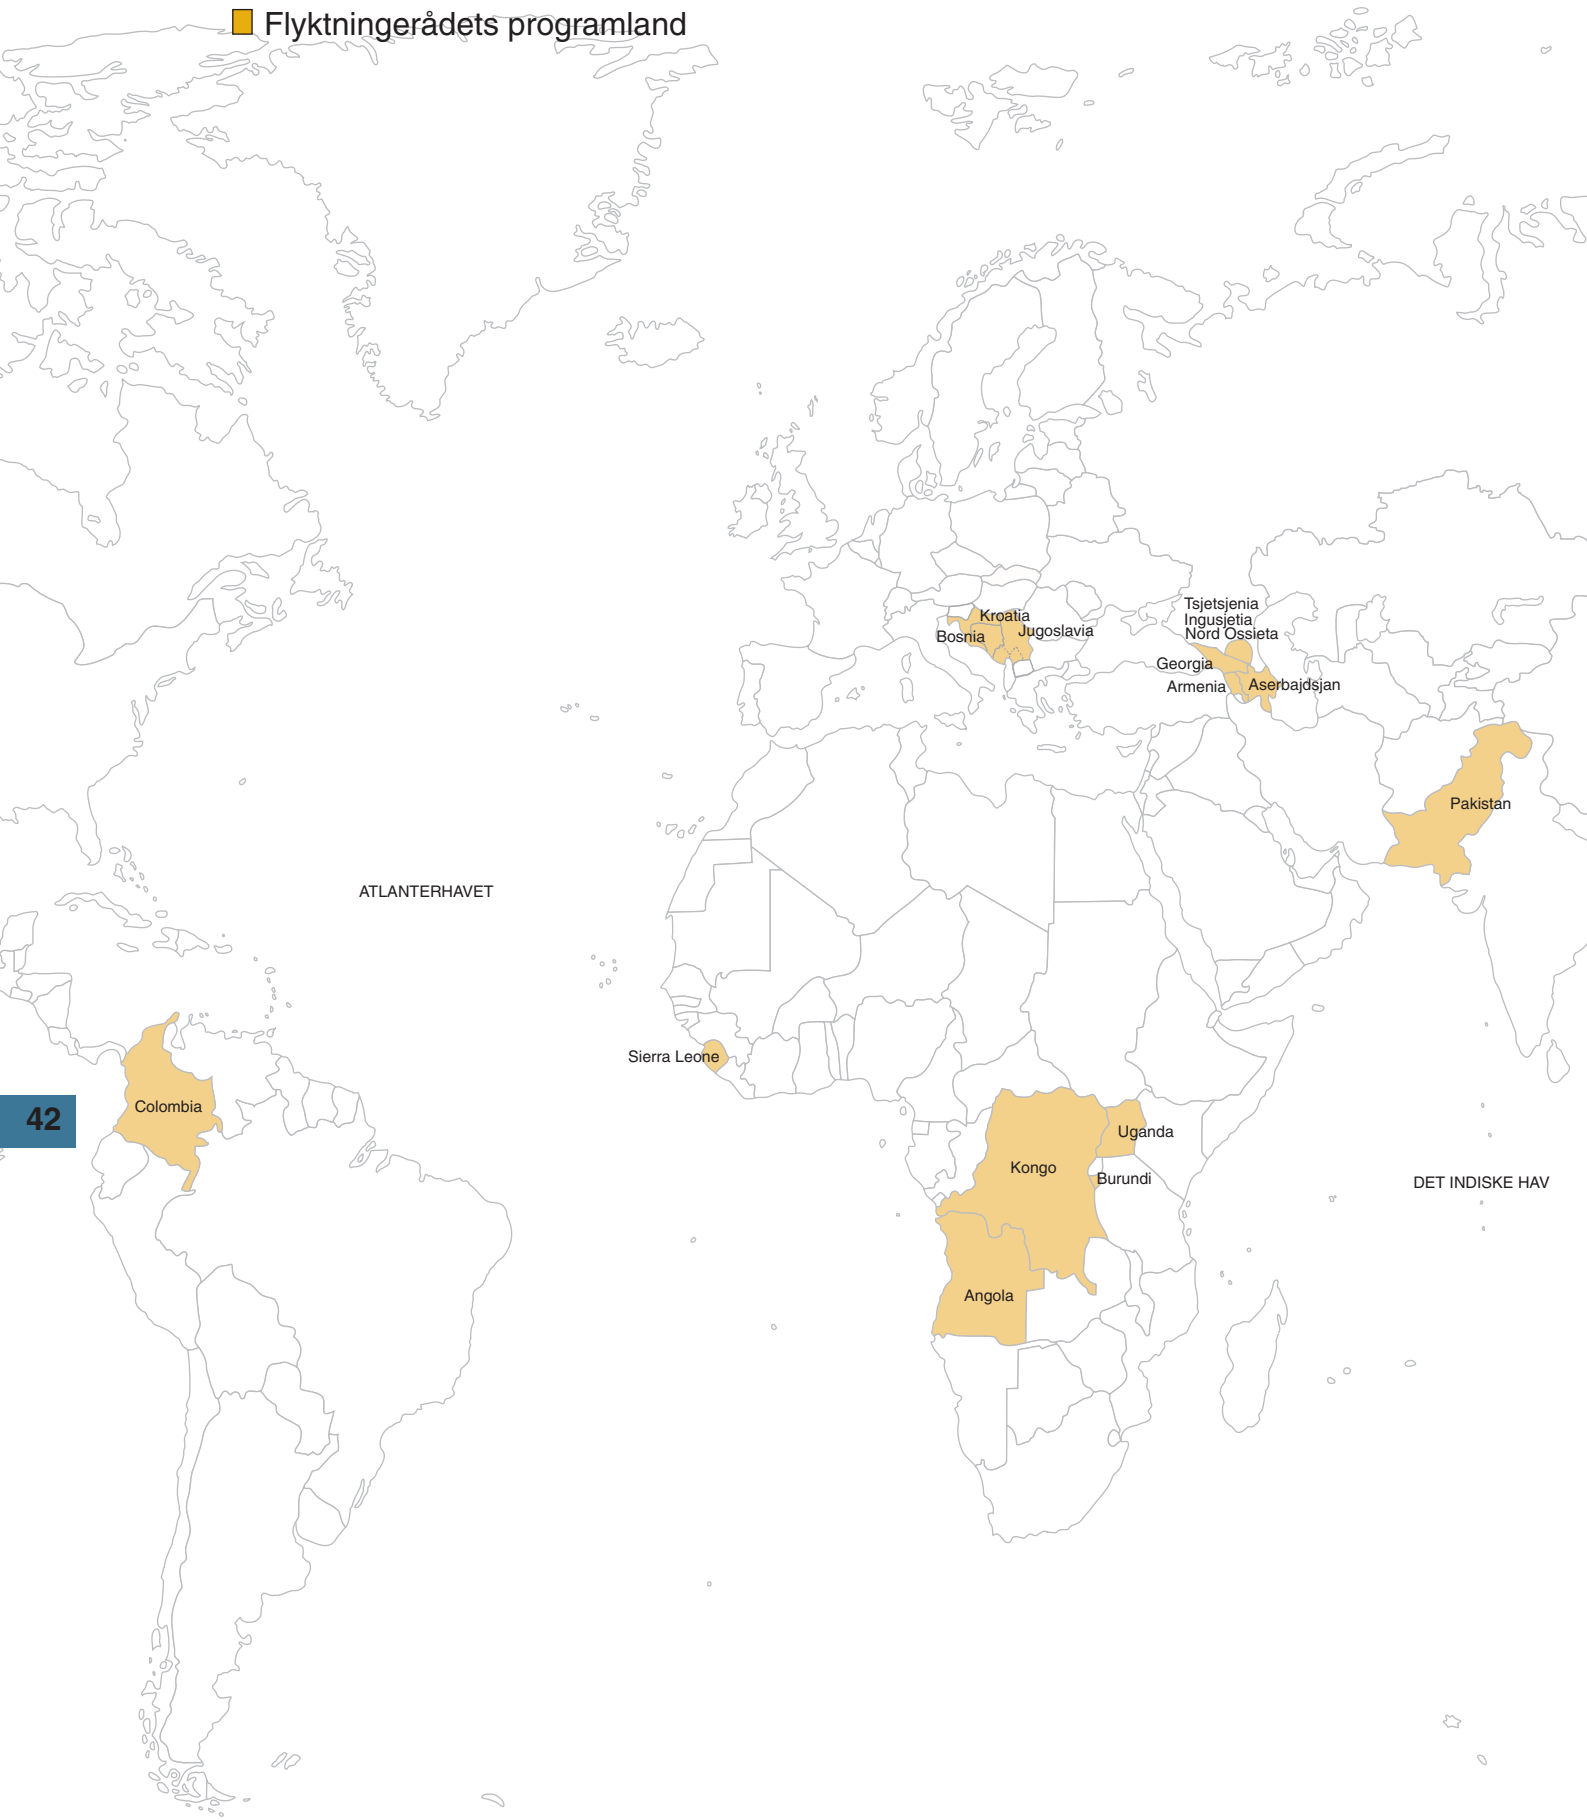 Flyktningerådets programland
Tsjetsjenia
Ingusjetia
Nord Ossieta
Kroatia
Bosnia
Jugoslavia
Georgia
Armenia
Aserbajdsjan
Pakistan
ATLANTERHAVET
Sierra Leone
Colombia
42
Uganda
Kongo
Burundi
DET INDISKE HAV
Angola